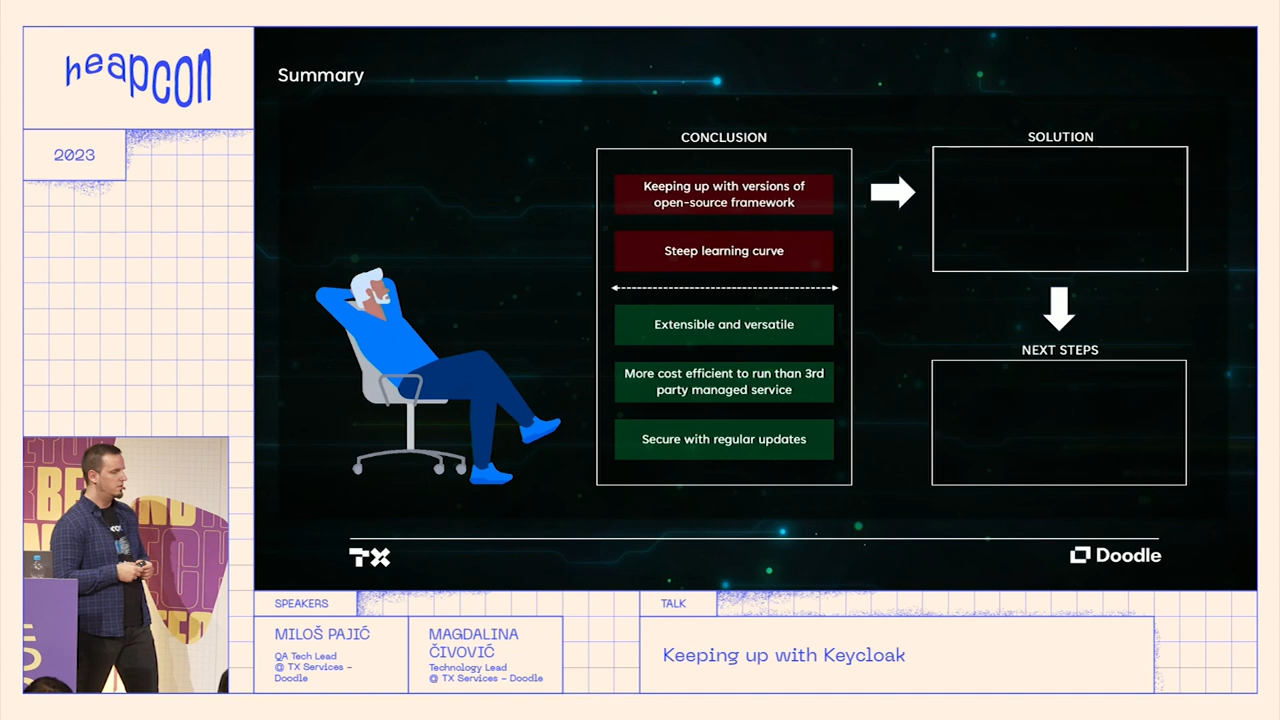 heapcon
2023
Summary
CONCLUSION
Keeping up with versions of
open-source framework
Steep learning curve
Extensible and versatile
More cost efficient to run than 3rd
party managed service
Secure with regular updates
SOLUTION
NEXT STEPS
TX
Doodle
SPEAKERS
MILOŠ PAJIĆ
QA Tech Lead
@ TX Services –
Doodle
MAGDALINA
ČIVOVIĆ
Technology Lead
@ TX Services – Doodle
TALK
Keeping up with Keycloak